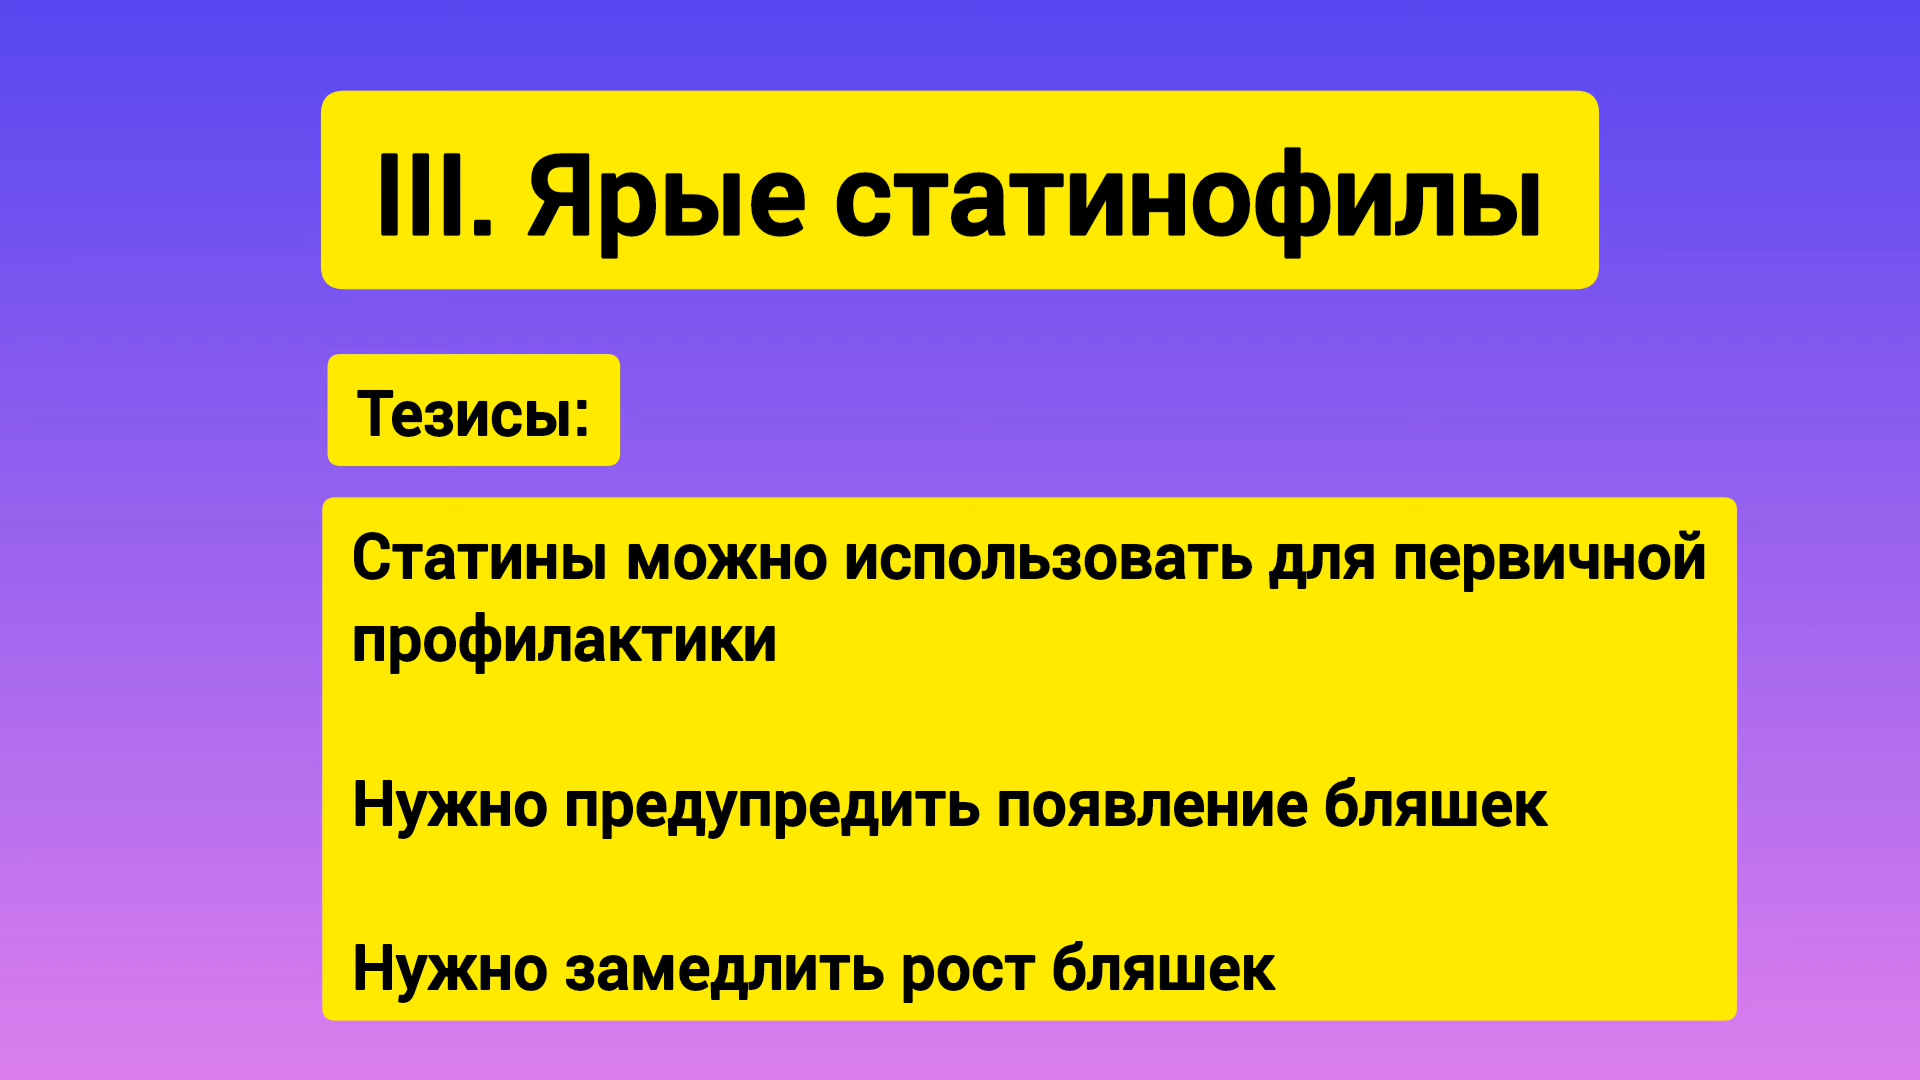 III. Ярые статинофилы
Тезисы:
Статины можно использовать для первичной
профилактики
Нужно предупредить появление бляшек
Нужно замедлить рост бляшек